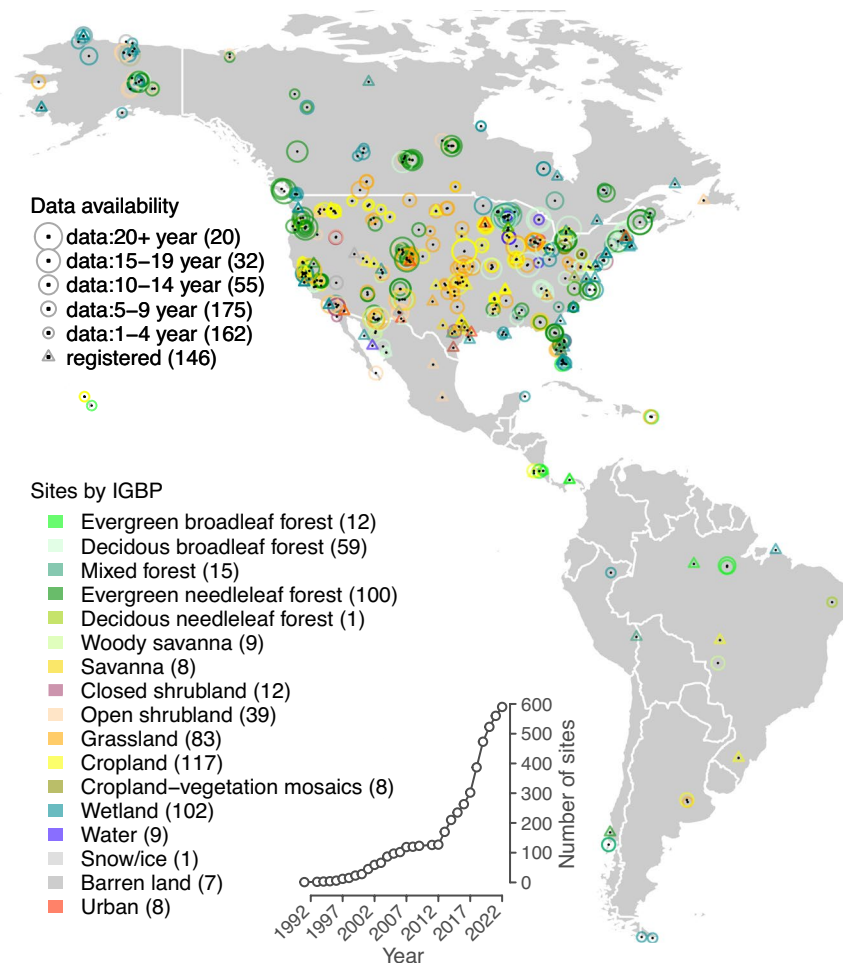 Data availability
data:20+ year (20)
data:15−19 year (32)
data:10−14 year (55)
data:5−9 year (175)
data:1−4 year (162)
registered (146)
Sites by IGBP
Evergreen broadleaf forest (12)
Decidous broadleaf forest (59)
Mixed forest (15)
Evergreen needleleaf forest (100)
Decidous needleleaf forest (1)
Woody savanna (9)
Savanna (8)
Closed shrubland (12)
Open shrubland (39)
Grassland (83)
Cropland (117)
Cropland−vegetation mosaics (8)
Wetland (102)
Water (9)
Snow/ice (1)
Barren land (7)
Urban (8)
600
500
400
300
200
100
0
Number of sites
1992
1997
2002
2007
2012
2017
2022
Year